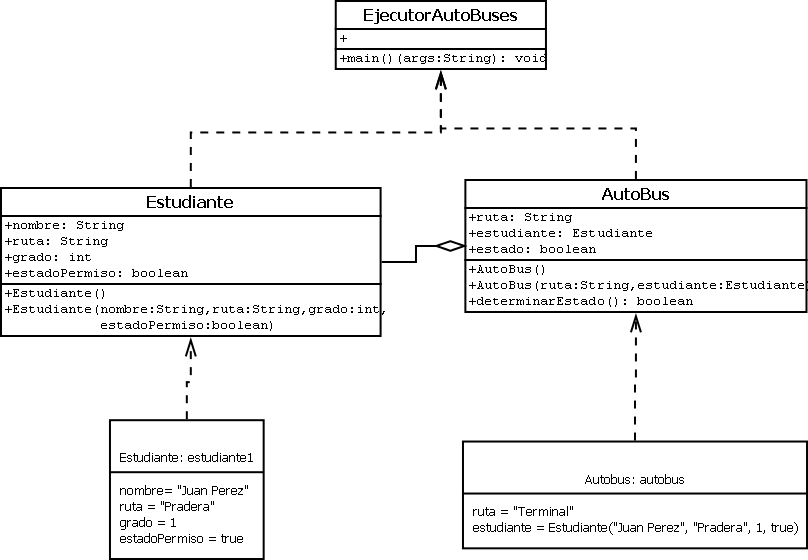 EjecutorAutoBuses
+
+main()(args:String): void
Estudiante
+nombre: String
+ruta: String
+grado: int
+estadoPermiso: boolean
+Estudiante()
+Estudiante(nombre:String,ruta:String,grado:int,
estadoPermiso:boolean)
AutoBus
+ruta: String
+estudiante: Estudiante
+estado: boolean
+AutoBus()
+AutoBus(ruta:String,estudiante:Estudiante
+determinarEstado(): boolean
Estudiante: estudiante1
nombre= "Juan Perez"
ruta = "Pradera"
grado = 1
estadoPermiso = true
Autobus: autobus
ruta = "Terminal"
estudiante = Estudiante("Juan Perez", "Pradera", 1, true)